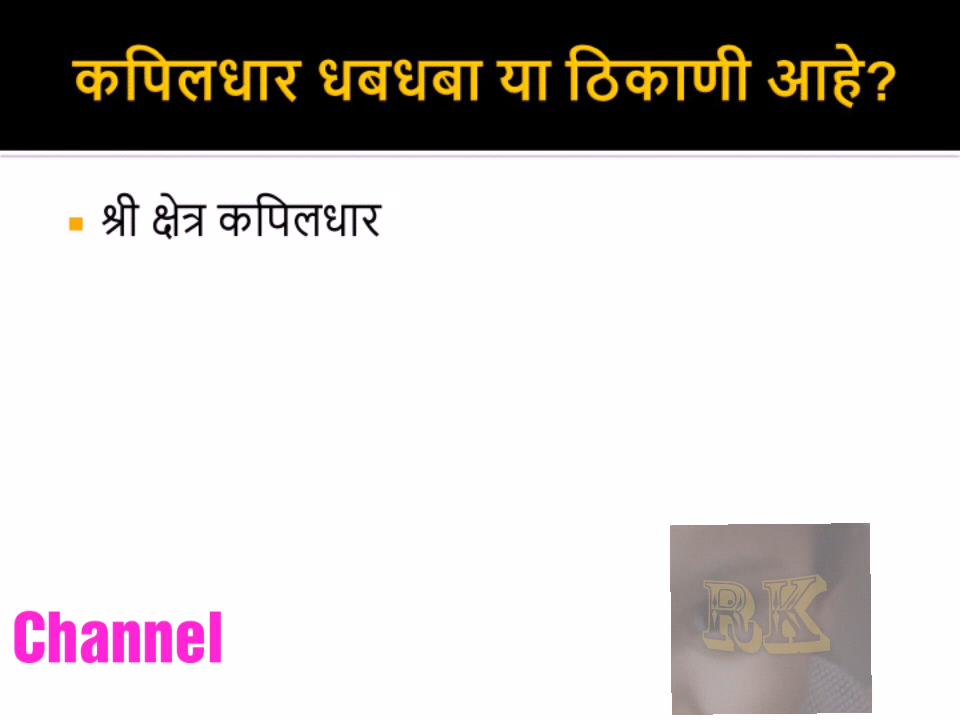 कपिलधार धबधबा या ठिकाणी आहे?
श्री क्षेत्र कपिलधार
Channel
RK